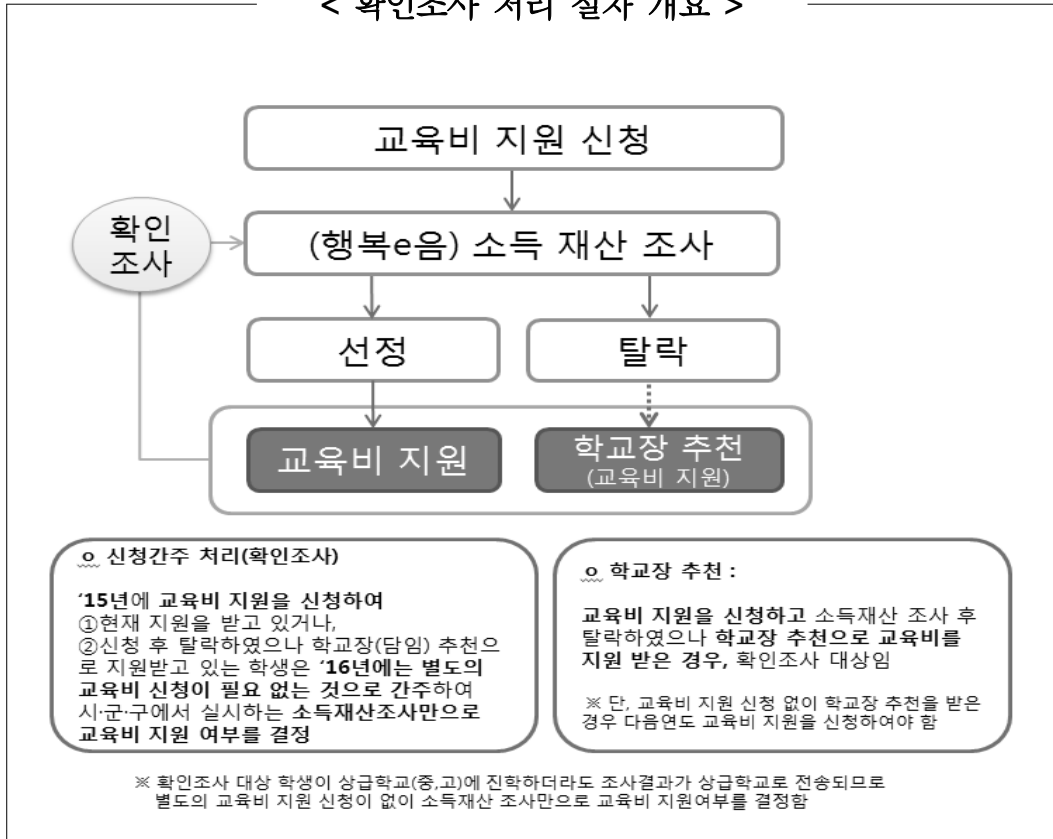 < 확인조사 처리 절차 개요 >
교육비 지원 신청
확인
조사
(행복e음) 소득 재산 조사
선정
탈락
교육비 지원
학교장 추천
(교육비 지원)
o 신청간주 처리(확인조사)
‘15년에 교육비 지원을 신청하여
①현재 지원을 받고 있거나,
②신청 후 탈락하였으나 학교장(담임) 추천으
로 지원받고 있는 학생은 ‘16년에는 별도의
교육비 신청이 필요 없는 것으로 간주하여
시·군·구에서 실시하는 소득재산조사만으로
교육비 지원 여부를 결정
o 학교장 추천 :
교육비 지원을 신청하고 소득재산 조사 후
탈락하였으나 학교장 추천으로 교육비를
지원 받은 경우, 확인조사 대상임
※ 단, 교육비 지원 신청 없이 학교장 추천을 받은
경우 다음연도 교육비 지원을 신청하여야 함
※ 확인조사 대상 학생이 상급학교(중,고)에 진학하더라도 조사결과가 상급학교로 전송되므로
별도의 교육비 지원 신청이 없이 소득재산 조사만으로 교육비 지원여부를 결정함